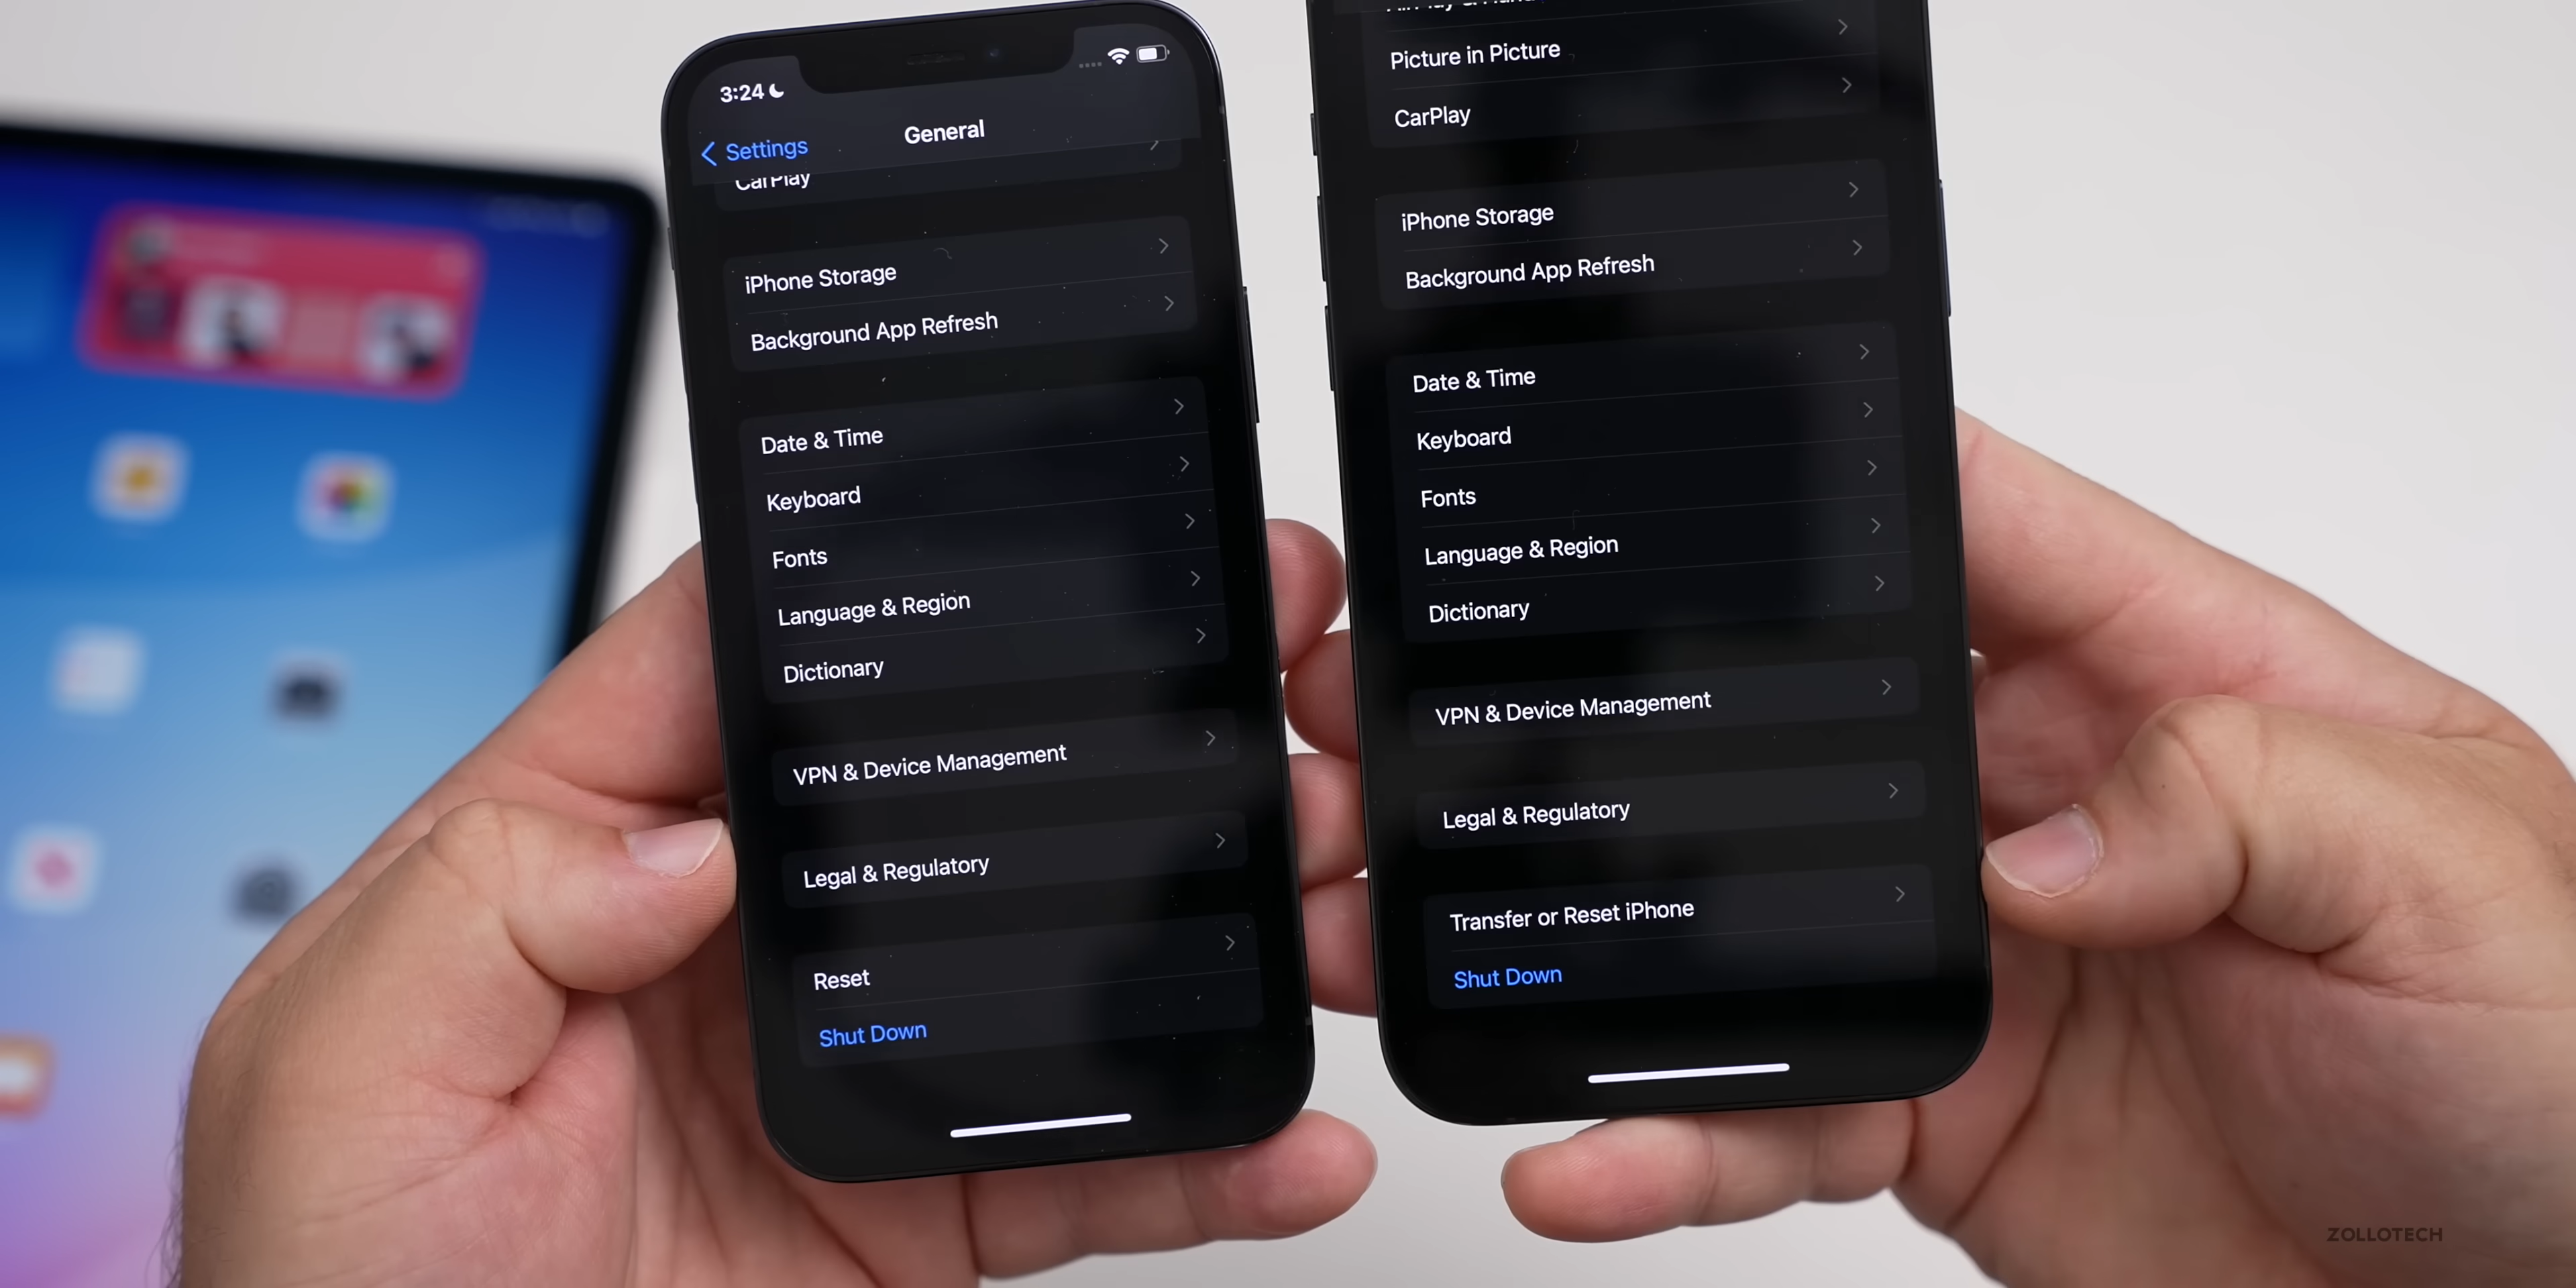 3:24
Settings
General
CarPlay
iPhone Storage
Background App Refresh
Date & Time
Keyboard
Fonts
Language & Region
Dictionary
VPN & Device Management
Legal & Regulatory
Reset
Shut Down
Picture in Picture
CarPlay
iPhone Storage
Background App Refresh
Date & Time
Keyboard
Fonts
Language & Region
Dictionary
VPN & Device Management
Legal & Regulatory
Transfer or Reset iPhone
Shut Down
ZOLLOTECH